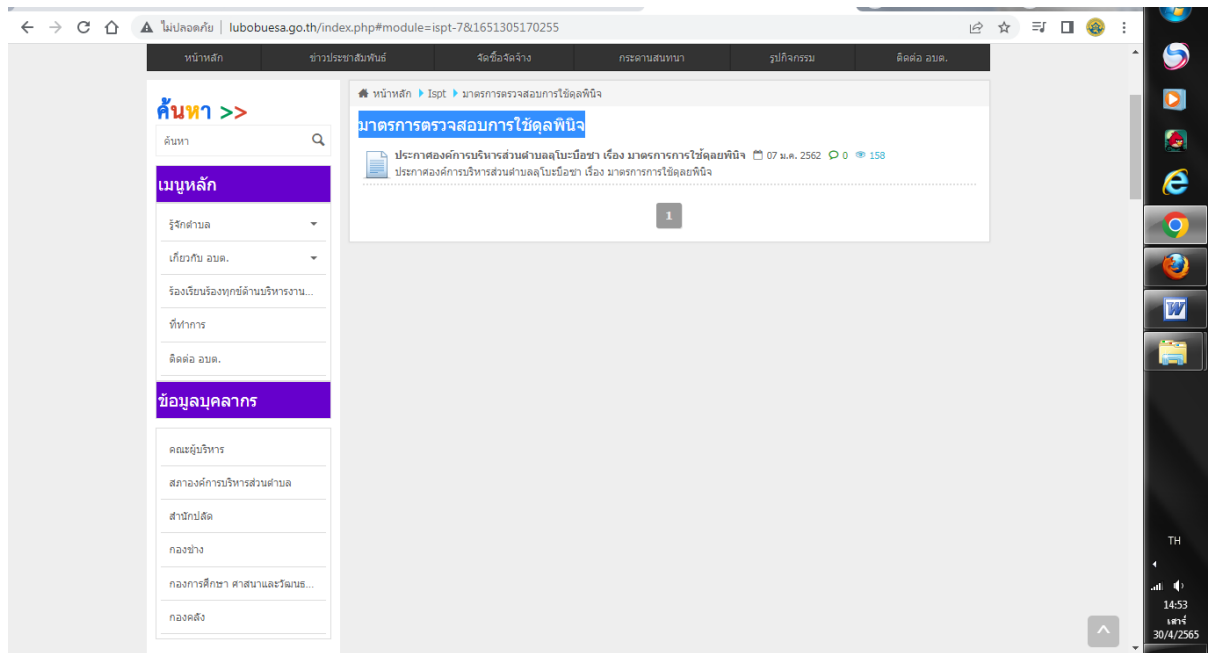 ไม่ปลอดภัย | lubobuesa.go.th/index.php#module=ispt-7&1651305170255
หน้าหลัก ข่าวประชาสัมพันธ์ จัดซื้อจัดจ้าง กระดานสนทนา รูปกิจกรรม ติดต่อ อบต.
ค้นหา >>
ค้นหา
เมนูหลัก
รู้จักตำบล
เกี่ยวกับ อบต.
ร้องเรียนร้องทุกข์ด้านบริหารงาน...
ที่ทำการ
ติดต่อ อบต.
ข้อมูลบุคลากร
คณะผู้บริหาร
สภาองค์การบริหารส่วนตำบล
สำนักปลัด
กองช่าง
กองการศึกษา ศาสนาและวัฒนธ...
กองคลัง
หน้าหลัก Ispt มาตรการตรวจสอบการใช้ดุลพินิจ
มาตรการตรวจสอบการใช้ดุลพินิจ
ประกาศองค์การบริหารส่วนตำบลลุโบะบือซา เรื่อง มาตรการการใช้ดุลยพินิจ 07 ม.ค. 2562 0 158
ประกาศองค์การบริหารส่วนตำบลลุโบะบือซา เรื่อง มาตรการการใช้ดุลยพินิจ
1
TH
14:53
เสาร์
30/4/2565